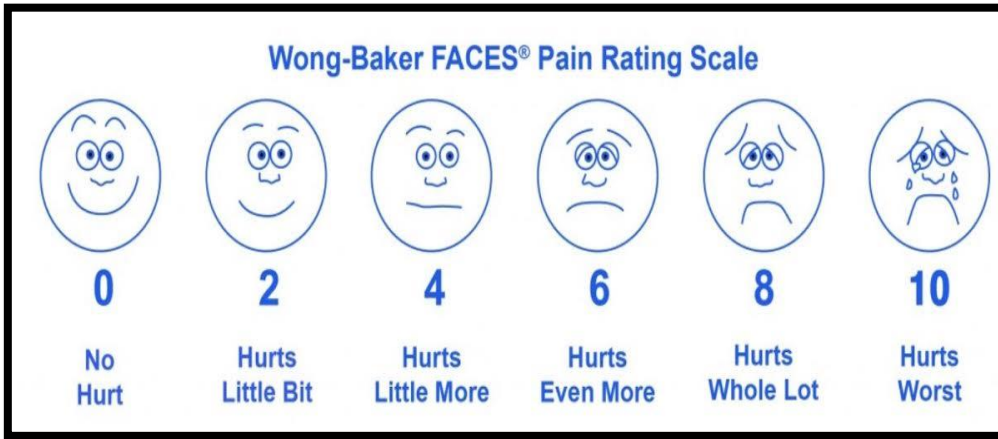 Wong-Baker FACES® Pain Rating Scale
0 2 4 6 8 10
No Hurts Hurts Hurts Hurts Hurts
Hurt Little Bit Little More Even More Whole Lot Worst